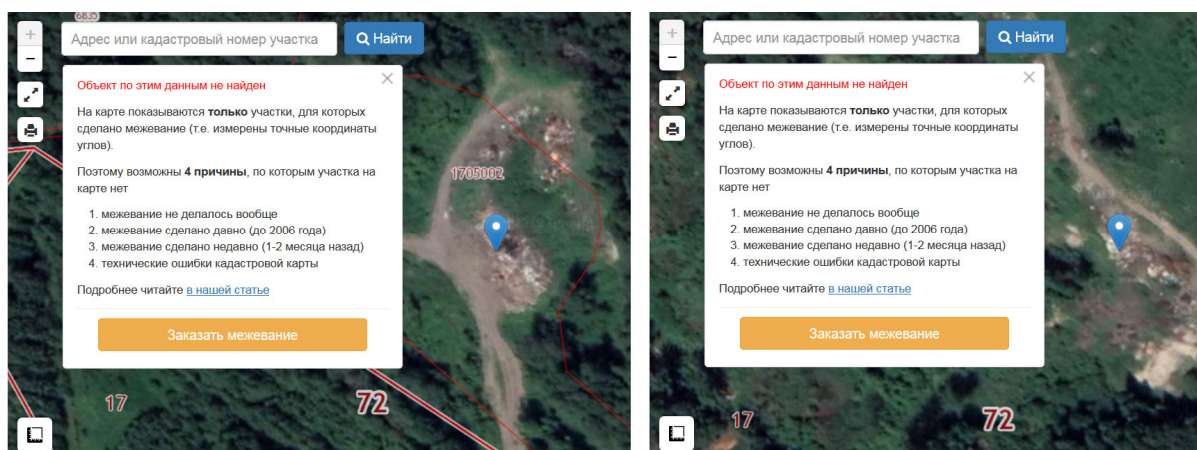 6835
Адрес или кадастровый номер участка
Найти
Объект по этим данным не найден
На карте показываются только участки, для которых
сделано межевание (т.е. измерены точные координаты
углов).
Поэтому возможны 4 причины, по которым участка на
карте нет
1. межевание не делалось вообще
2. межевание сделано давно (до 2006 года)
3. межевание сделано недавно (1-2 месяца назад)
4. технические ошибки кадастровой карты
Подробнее читайте в нашей статье
Заказать межевание
1705002
17
72
Адрес или кадастровый номер участка
Найти
Объект по этим данным не найден
На карте показываются только участки, для которых
сделано межевание (т.е. измерены точные координаты
углов).
Поэтому возможны 4 причины, по которым участка на
карте нет
1. межевание не делалось вообще
2. межевание сделано давно (до 2006 года)
3. межевание сделано недавно (1-2 месяца назад)
4. технические ошибки кадастровой карты
Подробнее читайте в нашей статье
Заказать межевание
17
72